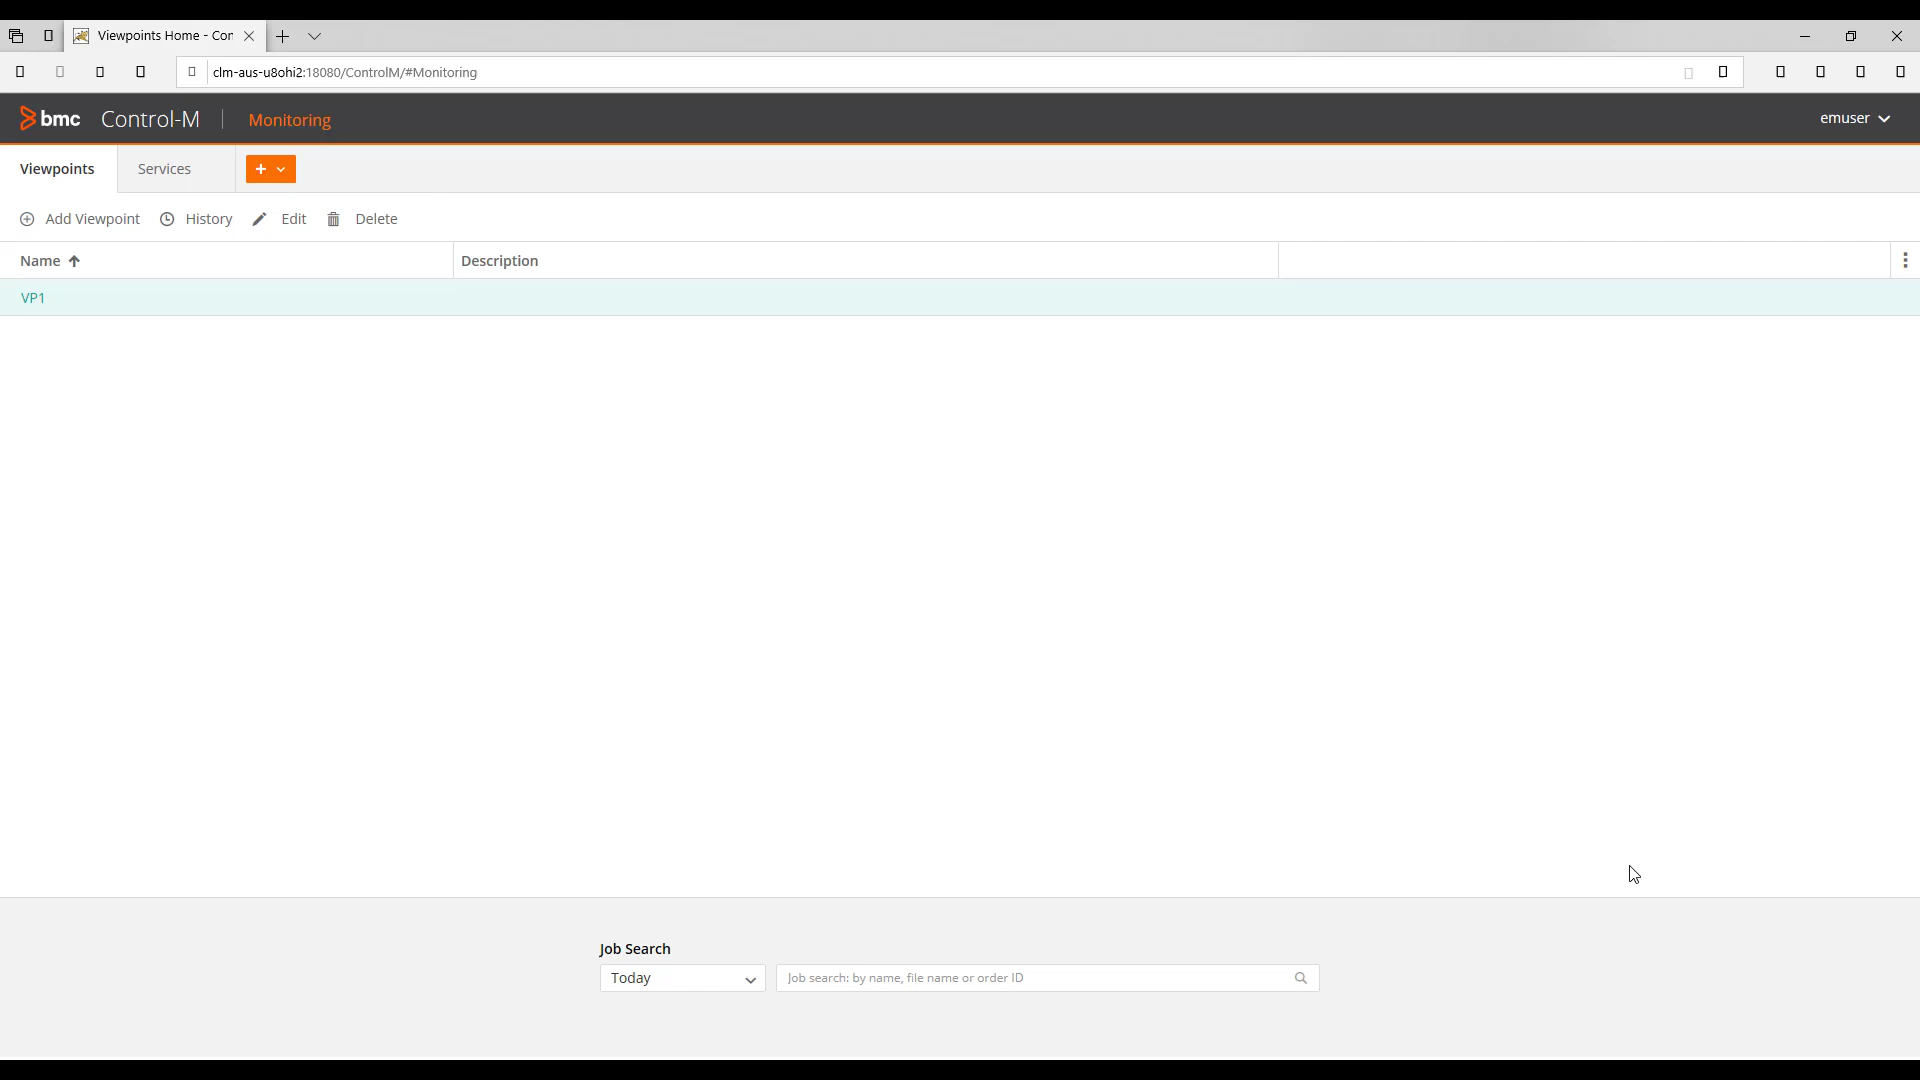 Viewpoints Home - Con
clm-aus-u8ohi2:18080/ControlM/#Monitoring
bmc Control-M Monitoring emuser
Viewpoints Services +
Add Viewpoint History Edit Delete
Name Description
VP1
Job Search
Today Job search: by name, file name or order ID